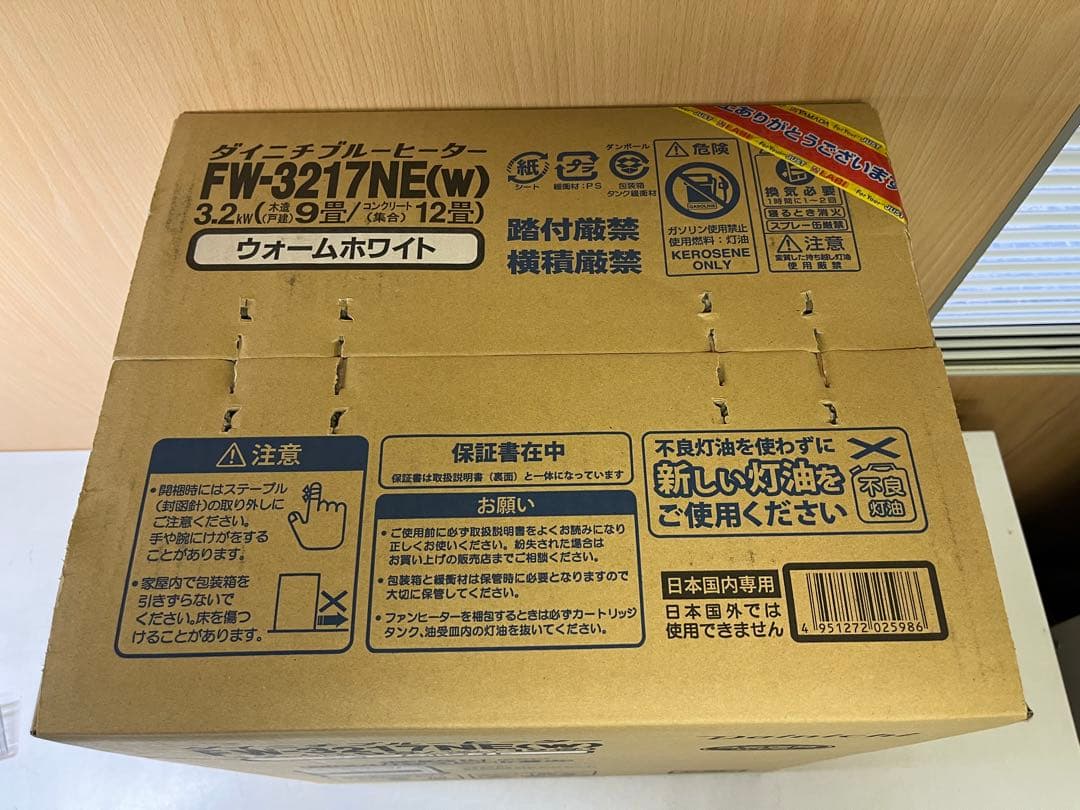 ダイニチブルーヒーター
FW-3217NE(W)
3.2kW(木造(戸建)9畳/コンクリート(集合)12畳)
ウォームホワイト
紙
シート
プラ
緩衝材:PS
ダンボール
包装箱
タンク緩衝材
踏付厳禁
横積厳禁
⚠危険
GASOLINE
ガソリン使用禁止
使用燃料:灯油
KEROSENE
ONLY
換気必要
1時間に1~2回
寝るとき消火
スプレー缶厳禁
⚠注意
変質した持ち越し灯油
使用厳禁
ありがとうございます
YAMADA
For Your JUST
LABI
⚠注意
•開梱時にはステープル
(封函針)の取り外しに
ご注意ください。
手や腕にけがをする
ことがあります。
•家屋内で包装箱を
引きずらないで
ください。床を傷つ
けることがあります。
保証書在中
保証書は取扱説明書(裏面)と一体になっています
お願い
•ご使用前に必ず取扱説明書をよくお読みになり
正しくお使いください。紛失された場合は
お買い上げの販売店までご相談ください。
•包装箱と緩衝材は保管時に必要となりますので
大切に保管してください。
•ファンヒーターを梱包するときは必ずカートリッジ
タンク、油受皿内の灯油を抜いてください。
不良灯油を使わずに
新しい灯油を
ご使用ください
不良
灯油
日本国内専用
日本国外では
使用できません
4 951272 025986
FW-3217NE(W)
Dainichi